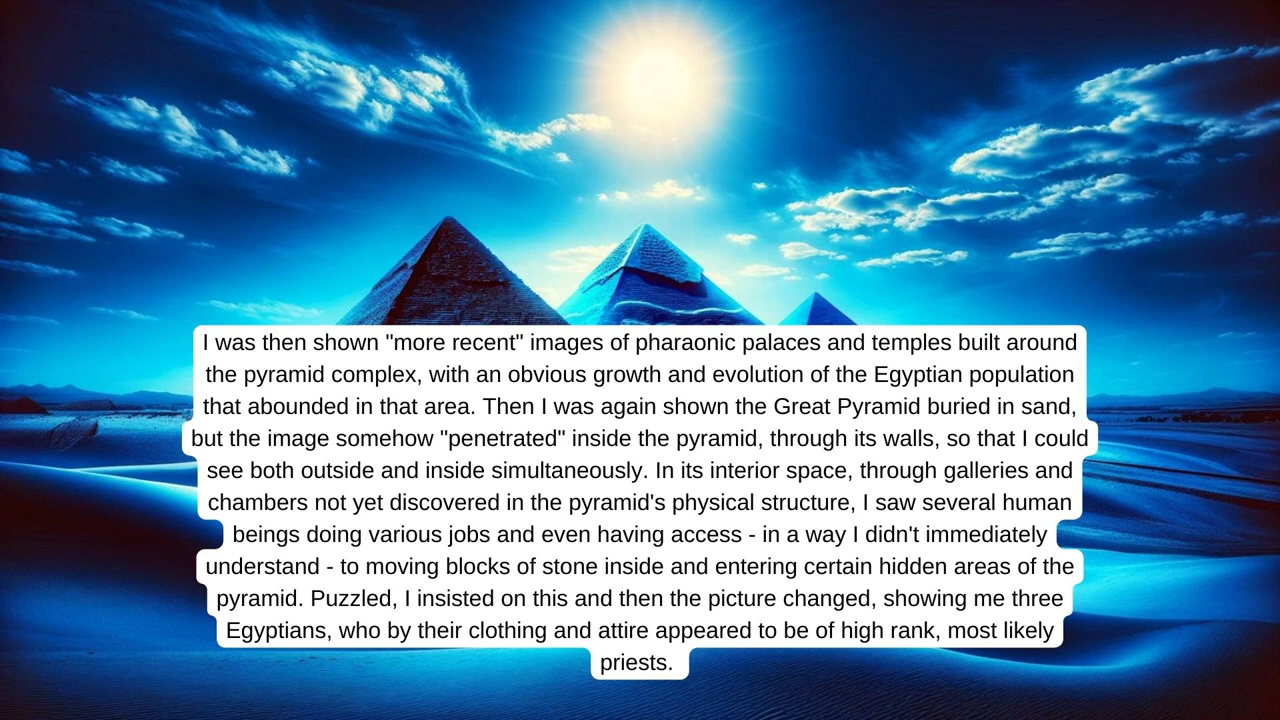 I was then shown "more recent" images of pharaonic palaces and temples built around
the pyramid complex, with an obvious growth and evolution of the Egyptian population
that abounded in that area. Then I was again shown the Great Pyramid buried in sand,
but the image somehow "penetrated" inside the pyramid, through its walls, so that I could
see both outside and inside simultaneously. In its interior space, through galleries and
chambers not yet discovered in the pyramid's physical structure, I saw several human
beings doing various jobs and even having access - in a way I didn't immediately
understand - to moving blocks of stone inside and entering certain hidden areas of the
pyramid. Puzzled, I insisted on this and then the picture changed, showing me three
Egyptians, who by their clothing and attire appeared to be of high rank, most likely
priests.